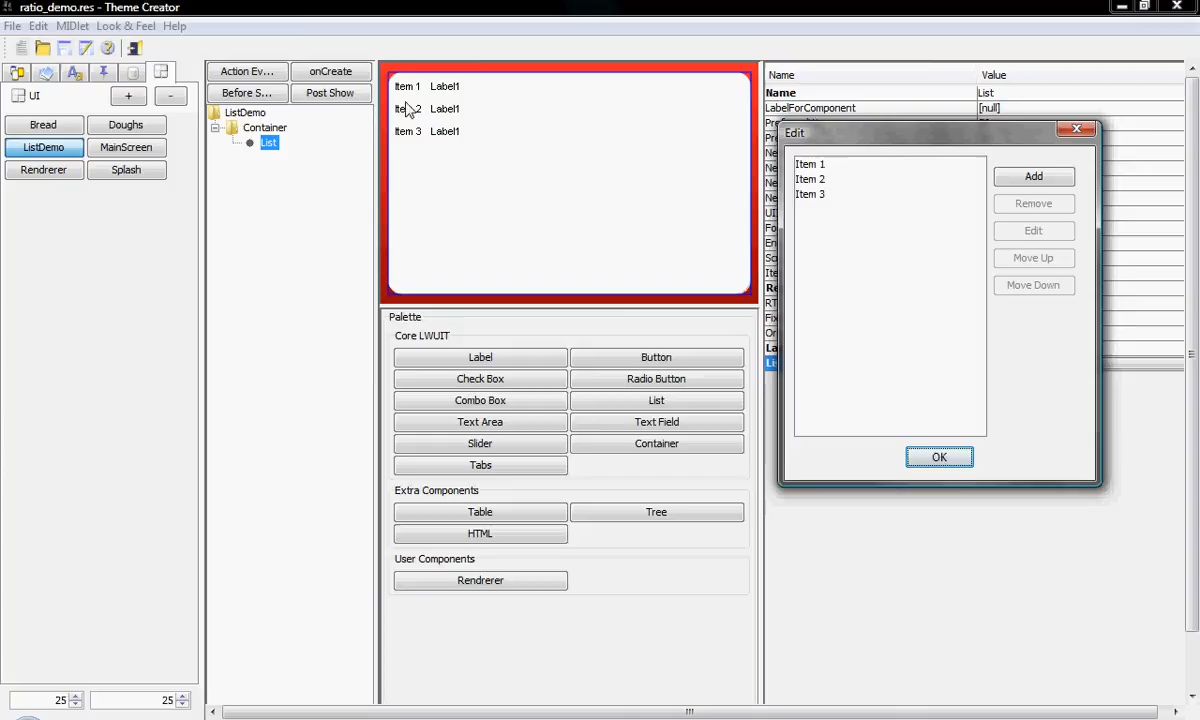 ratio_demo.res - Theme Creator
File Edit MIDlet Look & Feel Help
UI + -
Bread Doughs
ListDemo MainScreen
Rendrerer Splash
25 25
Action Ev... onCreate
Before S... Post Show
ListDemo
Container
List
Item 1 Label1
Item 2 Label1
Item 3 Label1
Palette
Core LWUIT
Label Button
Check Box Radio Button
Combo Box List
Text Area Text Field
Slider Container
Tabs
Extra Components
Table Tree
HTML
User Components
Rendrerer
Name Value
Name List
LabelForComponent [null]
Edit
Item 1
Item 2
Item 3
Add
Remove
Edit
Move Up
Move Down
OK